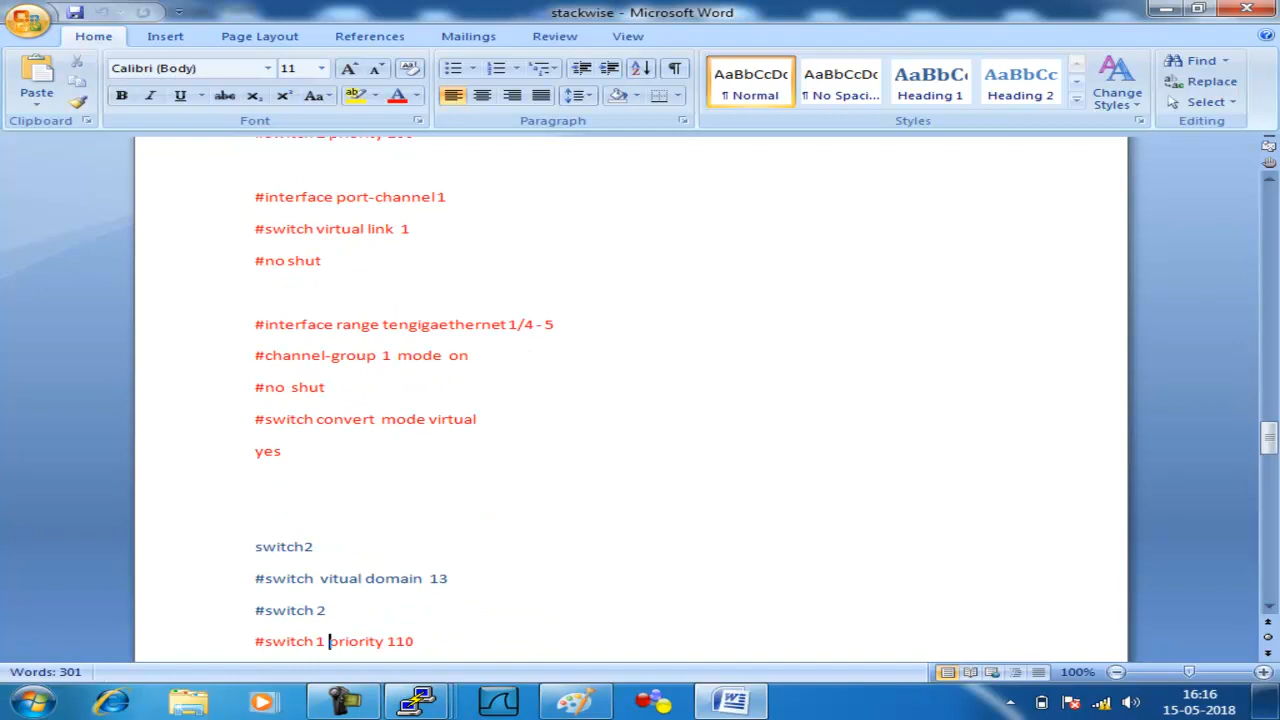 stackwise - Microsoft Word
Home Insert Page Layout References Mailings Review View
Calibri (Body) 11
AaBbCcDc AaBbCcDc AaBbC AaBbCc
¶ Normal ¶ No Spaci... Heading 1 Heading 2
Paste
Change Styles
Find
Replace
Select
Clipboard Font Paragraph Styles Editing
#interface port-channel 1
#switch virtual link 1
#no shut
#interface range tengigaethernet 1/4 - 5
#channel-group 1 mode on
#no shut
#switch convert mode virtual
yes
switch2
#switch vitual domain 13
#switch 2
#switch 1 priority 110
Words: 301
100%
16:16
15-05-2018